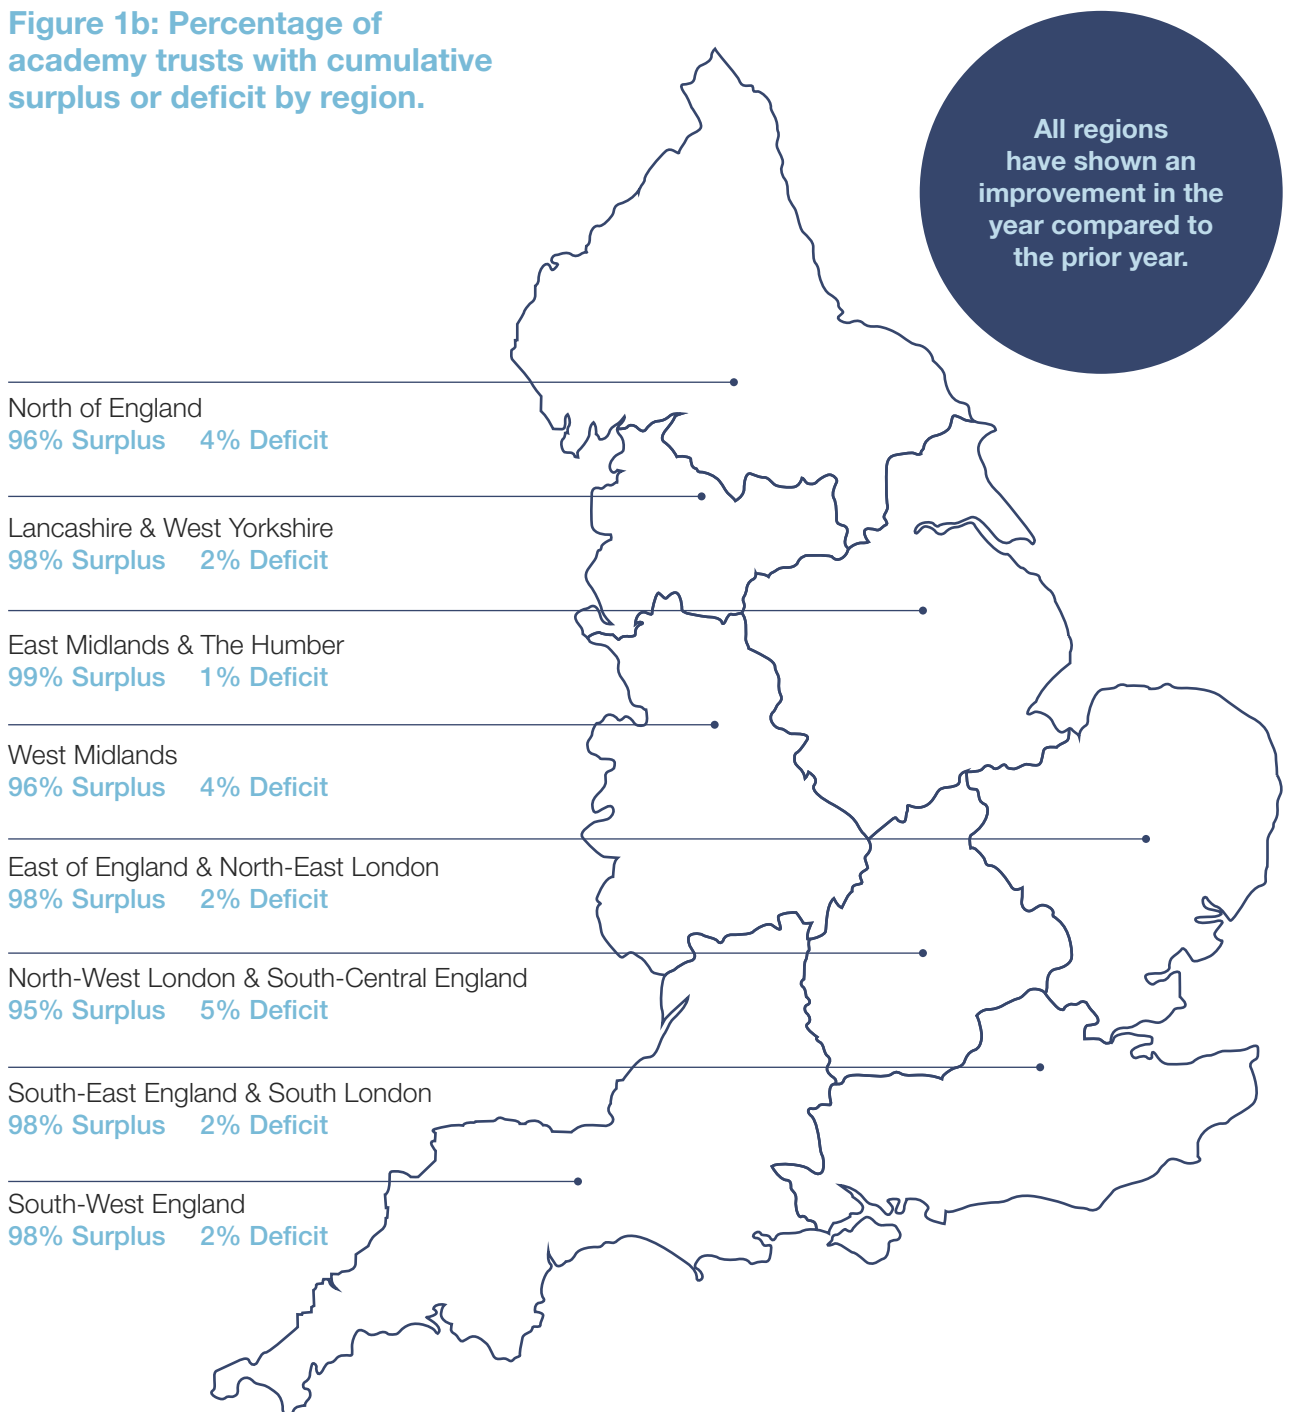 Figure 1b: Percentage of
academy trusts with cumulative
surplus or deficit by region.
All regions
have shown an
improvement in the
year compared to
the prior year.
North of England
96% Surplus 4% Deficit
Lancashire & West Yorkshire
98% Surplus 2% Deficit
East Midlands & The Humber
99% Surplus 1% Deficit
West Midlands
96% Surplus 4% Deficit
East of England & North-East London
98% Surplus 2% Deficit
North-West London & South-Central England
95% Surplus 5% Deficit
South-East England & South London
98% Surplus 2% Deficit
South-West England
98% Surplus 2% Deficit